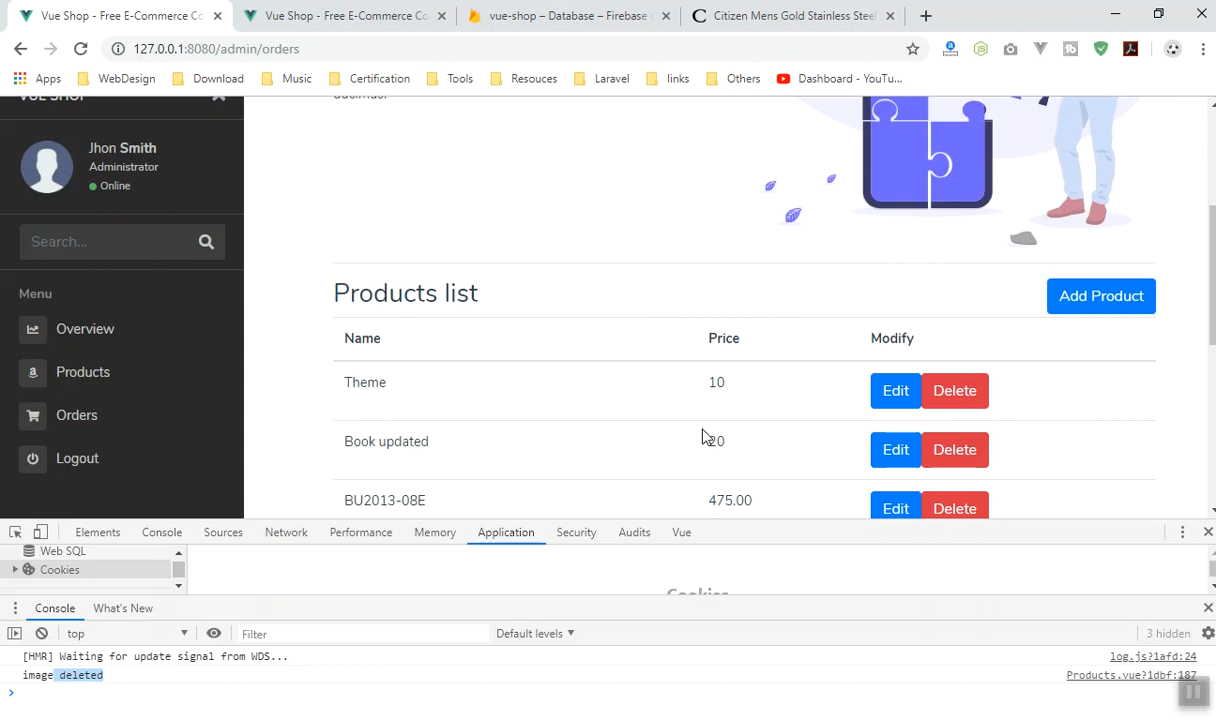 Vue Shop - Free E-Commerce Co
Vue Shop - Free E-Commerce Co
vue-shop – Database – Firebase c
Citizen Mens Gold Stainless Steel
127.0.0.1:8080/admin/orders
Apps
WebDesign
Download
Music
Certification
Tools
Resouces
Laravel
links
Others
Dashboard - YouTu...
VUE SHOP
ducimus.
Jhon Smith
Administrator
Online
Search...
Menu
Overview
Products
Orders
Logout
Products list
Add Product
Name
Price
Modify
Theme
10
Edit
Delete
Book updated
20
Edit
Delete
BU2013-08E
475.00
Edit
Delete
Elements
Console
Sources
Network
Performance
Memory
Application
Security
Audits
Vue
Web SQL
Cookies
Cookies
Console
What's New
top
Filter
Default levels
3 hidden
[HMR] Waiting for update signal from WDS...
log.js?1afd:24
image deleted
Products.vue?1dbf:187